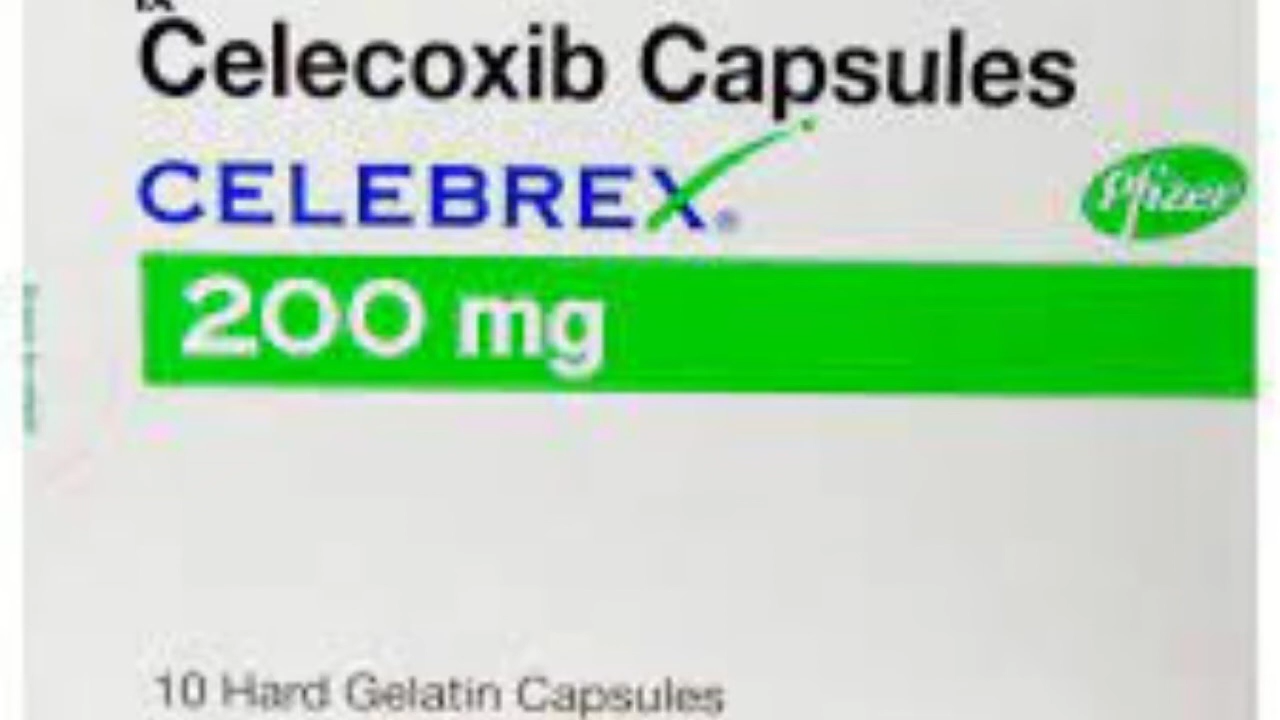 Celecoxib Capsules
CELEBREX®
Pfizer
200 mg
10 Hard Gelatin Capsules